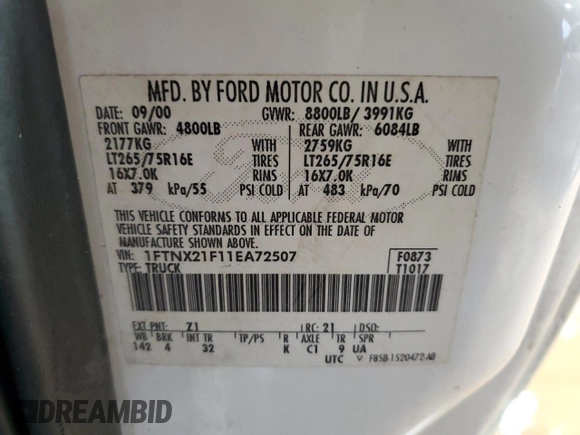 MFD. BY FORD MOTOR CO. IN U.S.A.
DATE: 09/00 GVWR: 8800LB/ 3991KG
FRONT GAWR: 4800LB REAR GAWR: 6084LB
2177KG WITH 2759KG WITH
LT265/75R16E TIRES LT265/75R16E TIRES
16X7.0K RIMS 16X7.0K RIMS
AT 379 kPa/55 PSI COLD AT 483 kPa/70 PSI COLD
THIS VEHICLE CONFORMS TO ALL APPLICABLE FEDERAL MOTOR
VEHICLE SAFETY STANDARDS IN EFFECT ON THE DATE OF
MANUFACTURE SHOWN ABOVE.
VIN: 1FTNX21F11EA72507 F0873
TYPE: TRUCK T1017
EXT PNT: Z1 RC: 21 DSO:
WB BRK INT TR TP/PS R AXLE TR SPR
142 4 32 K C1 9 UA
UTC F85B-1520472-AB
DREAMBID